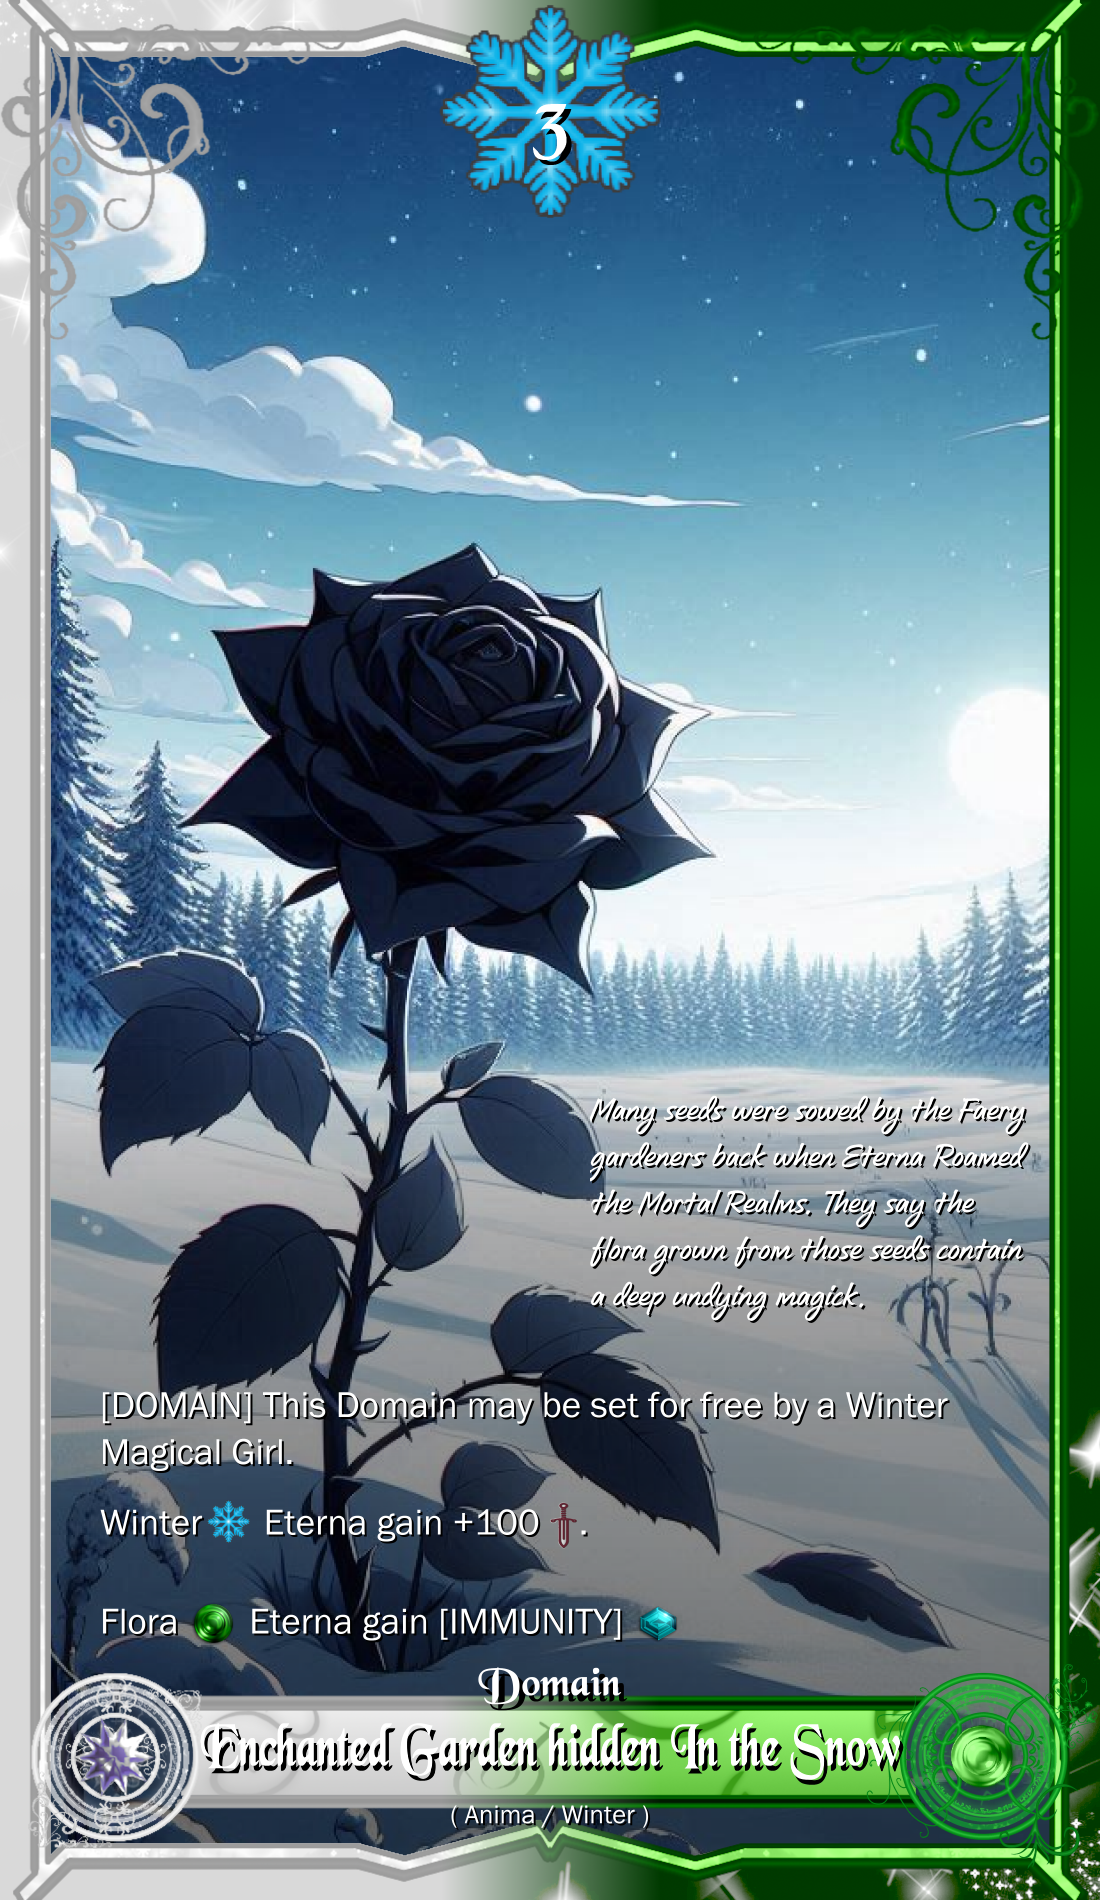 3
Many seeds were sowed by the Faery
gardeners back when Eterna Roamed
the Mortal Realms. They say the
flora grown from those seeds contain
a deep undying magick.
[DOMAIN] This Domain may be set for free by a Winter
Magical Girl.
Winter Eterna gain +100 .
Flora Eterna gain [IMMUNITY]
Domain
Enchanted Garden hidden In the Snow
( Anima / Winter )